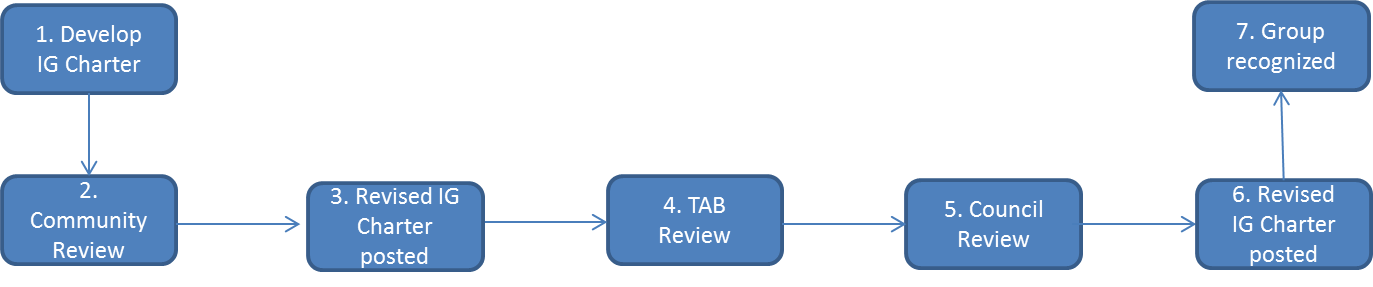 1. Develop
IG Charter
2.
Community
Review
3. Revised IG
Charter
posted
4. TAB
Review
5. Council
Review
6. Revised
IG Charter
posted
7. Group
recognized